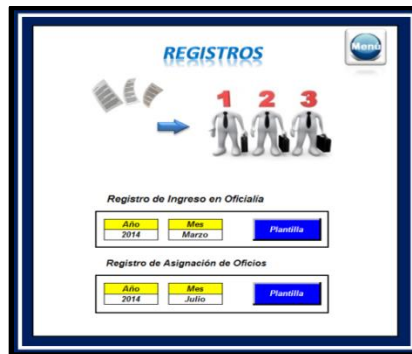 REGISTROS
Menú
1 2 3
Registro de Ingreso en Oficialía
Año Mes
2014 Marzo
Plantilla
Registro de Asignación de Oficios
Año Mes
2014 Julio
Plantilla